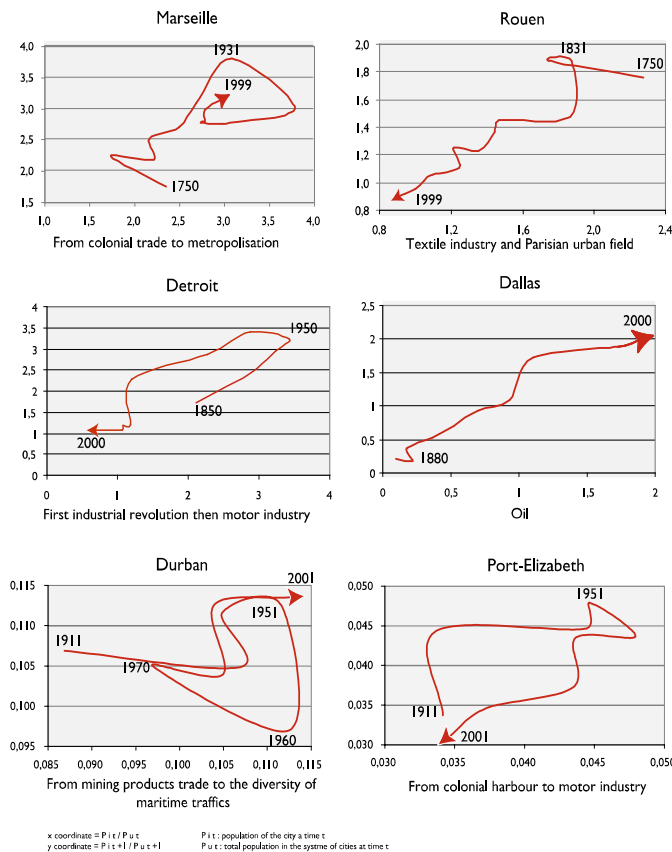 Marseille
4,0
3,5
3,0
2,5
2,0
1,5
1931
1999
1750
1,0 1,5 2,0 2,5 3,0 3,5 4,0
From colonial trade to metropolisation
Rouen
2,0
1,8
1,6
1,4
1,2
1,0
0,8
1831
1750
1999
0,8 1,2 1,6 2,0 2,4
Textile industry and Parisian urban field
Detroit
4
3,5
3
2,5
2
1,5
1
0,5
0
1950
1850
2000
0 1 2 3 4
First industrial revolution then motor industry
Dallas
2,5
2
1,5
1
0,5
0
2000
1880
0 0,5 1 1,5 2
Oil
Durban
0,115
0,110
0,105
0,100
0,095
2001
1951
1911
1970
1960
0,085 0,090 0,095 0,100 0,105 0,110 0,115
From mining products trade to the diversity of
maritime traffics
Port-Elizabeth
0,050
0,045
0,040
0,035
0,030
1951
1911
2001
0,030 0,035 0,040 0,045 0,050
From colonial harbour to motor industry
x coordinate = P i t / P u t P i t : population of the city a time t
y coordinate = P i t + 1 / P u t + 1 P u t : total population in the systme of cities at time t